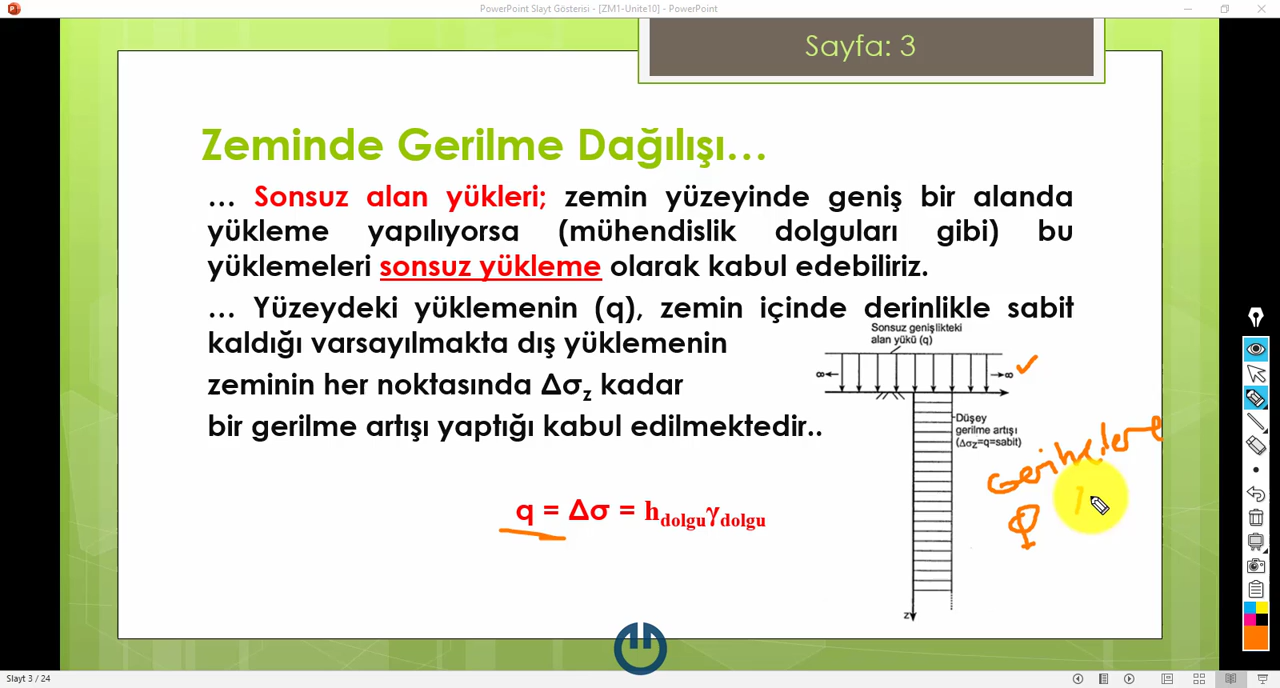 PowerPoint Slayt Gösterisi - [ZM1-Unite10] - PowerPoint
Sayfa: 3
Zeminde Gerilme Dağılışı...
... Sonsuz alan yükleri; zemin yüzeyinde geniş bir alanda
yükleme yapılıyorsa (mühendislik dolguları gibi) bu
yüklemeleri sonsuz yükleme olarak kabul edebiliriz.
... Yüzeydeki yüklemenin (q), zemin içinde derinlikle sabit
kaldığı varsayılmakta dış yüklemenin
zeminin her noktasında Δσz kadar
bir gerilme artışı yaptığı kabul edilmektedir..
Sonsuz genişlikteki
alan yükü (q)
∞ ∞
Düşey
gerilme artışı
(Δσz=q=sabit)
z
q = Δσ = hdolguγdolgu
Slayt 3 / 24